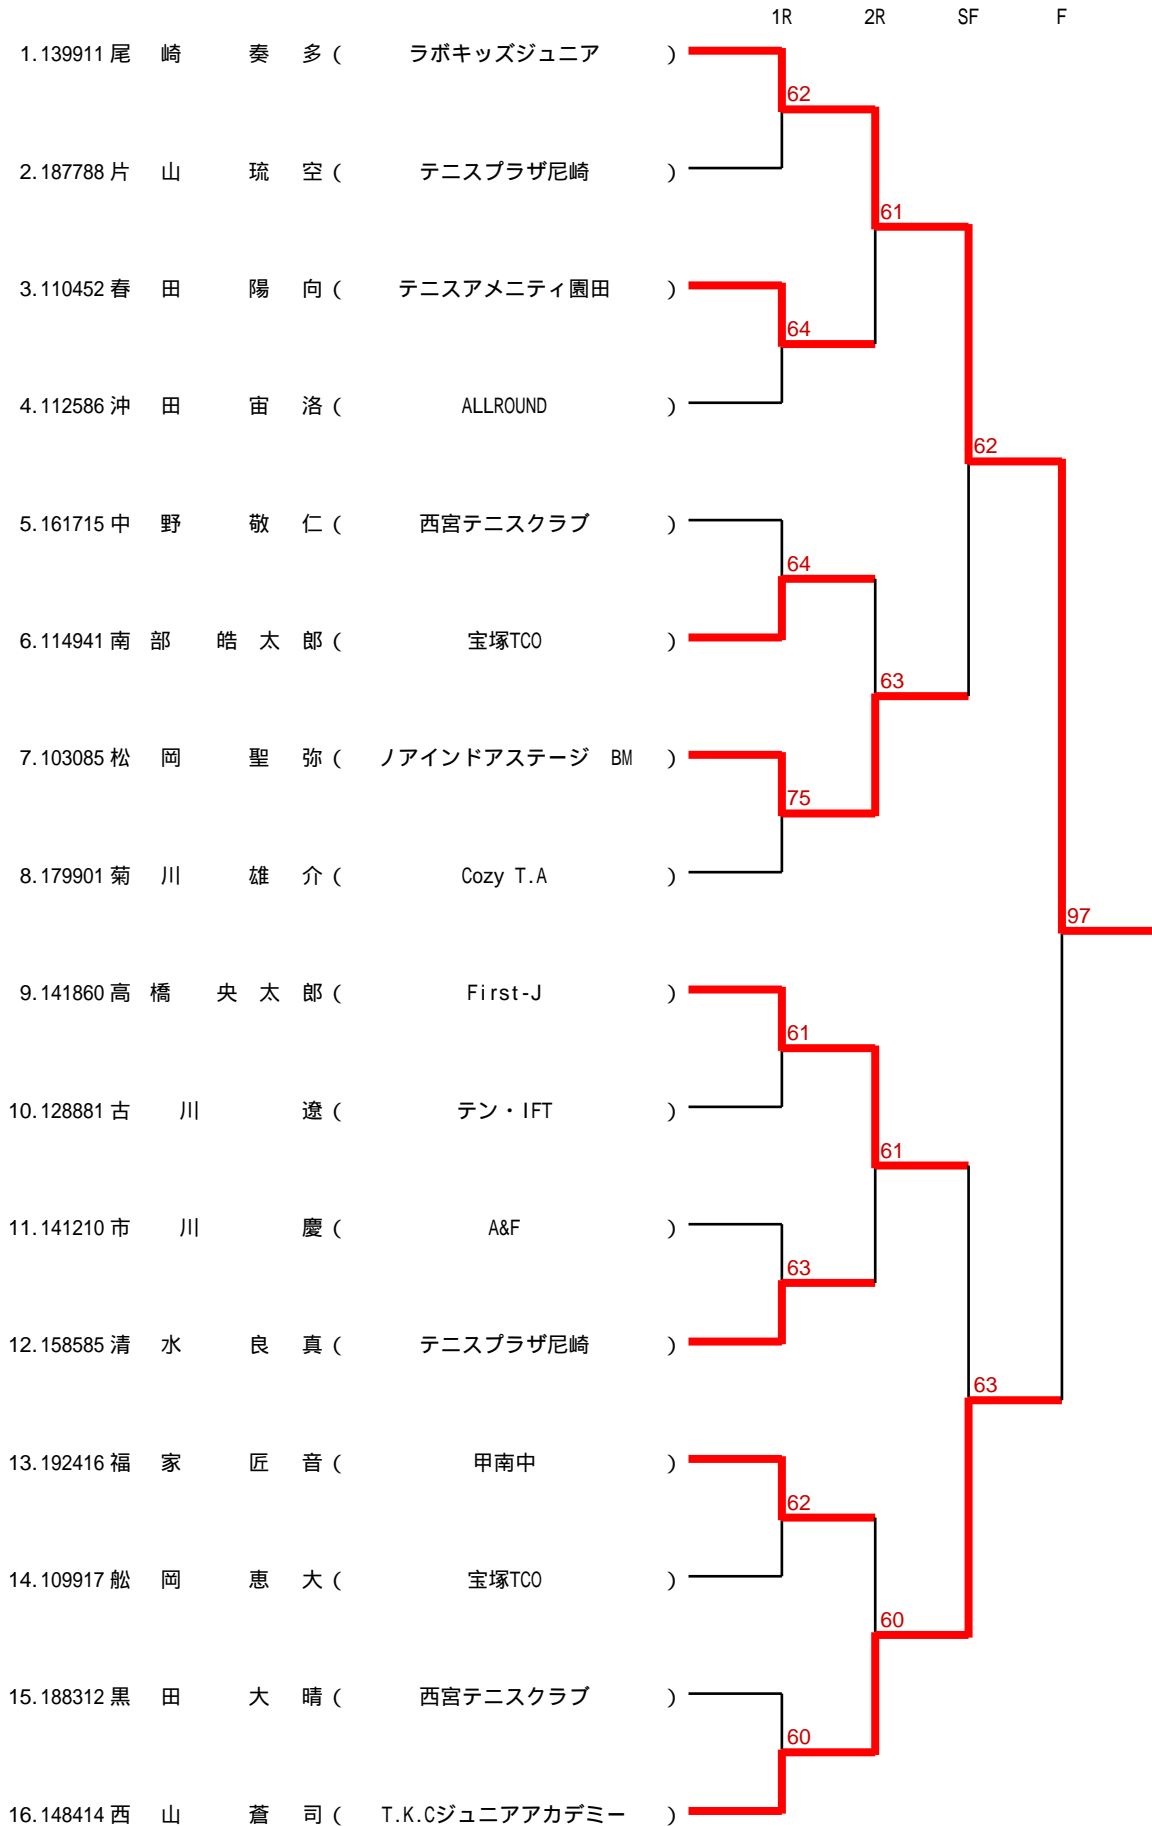 1R 2R SF F
1.139911 尾崎 奏多 ( ラボキッズジュニア )
62
2.187788 片山 琉空 ( テニスプラザ尼崎 )
61
3.110452 春田 陽向 ( テニスアメニティ園田 )
64
4.112586 沖田 宙洛 ( ALLROUND )
62
5.161715 中野 敬仁 ( 西宮テニスクラブ )
64
6.114941 南部 皓太郎 ( 宝塚TCO )
63
7.103085 松岡 聖弥 ( ノアインドアステージ BM )
75
8.179901 菊川 雄介 ( Cozy T.A )
97
9.141860 高橋 央太郎 ( First-J )
61
10.128881 古川 遼 ( テン・IFT )
61
11.141210 市川 慶 ( A&F )
63
12.158585 清水 良真 ( テニスプラザ尼崎 )
63
13.192416 福家 匠音 ( 甲南中 )
62
14.109917 舩岡 恵大 ( 宝塚TCO )
60
15.188312 黒田 大晴 ( 西宮テニスクラブ )
60
16.148414 西山 蒼司 ( T.K.Cジュニアアカデミー )